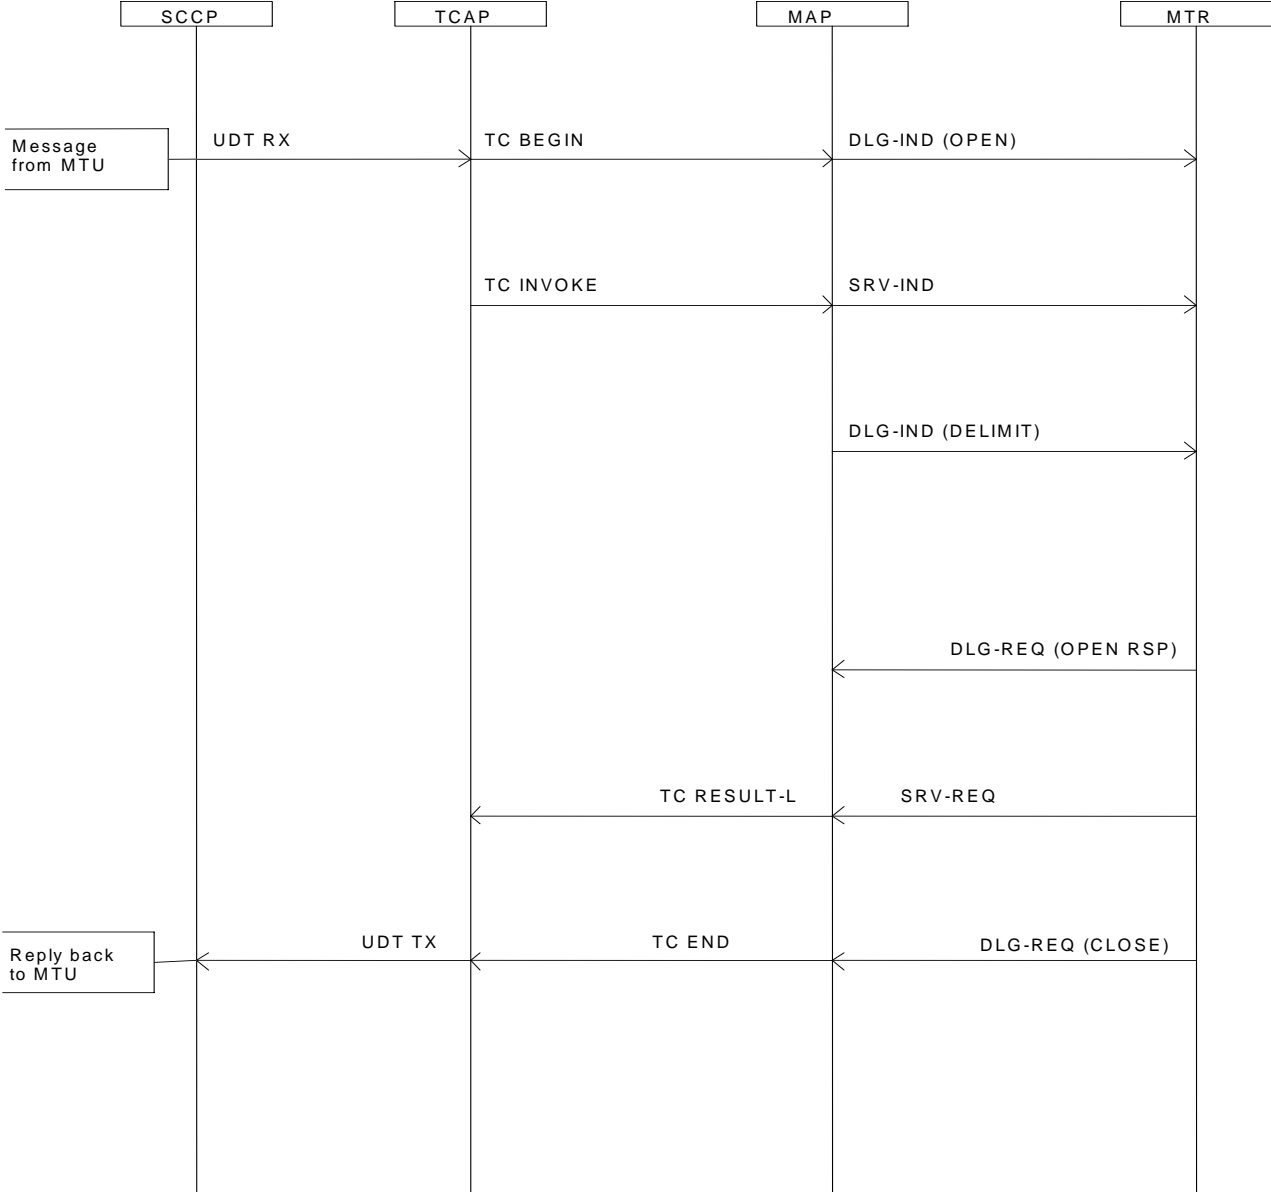 SCCP
TCAP
MAP
MTR
Message
from MTU
UDT RX
TC BEGIN
DLG-IND (OPEN)
TC INVOKE
SRV-IND
DLG-IND (DELIMIT)
DLG-REQ (OPEN RSP)
TC RESULT-L
SRV-REQ
Reply back
to MTU
UDT TX
TC END
DLG-REQ (CLOSE)